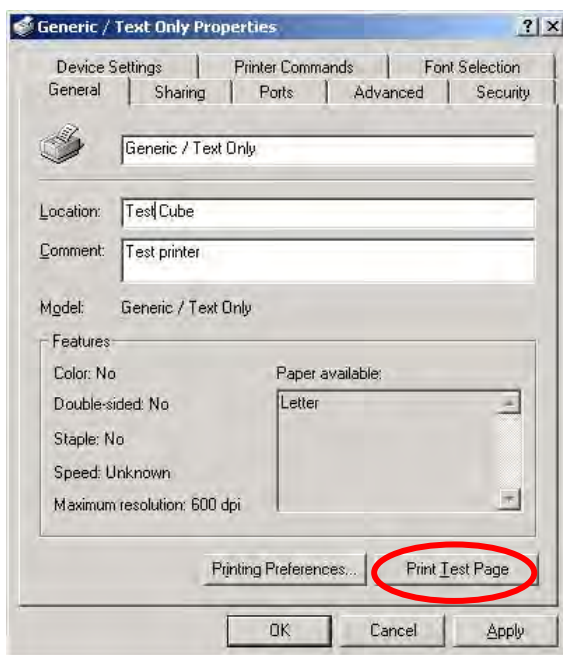 Generic / Text Only Properties
Device Settings Printer Commands Font Selection
General Sharing Ports Advanced Security
Generic / Text Only
Location: Test Cube
Comment: Test printer
Model: Generic / Text Only
Features
Color: No Paper available:
Double-sided: No Letter
Staple: No
Speed: Unknown
Maximum resolution: 600 dpi
Printing Preferences... Print Test Page
OK Cancel Apply